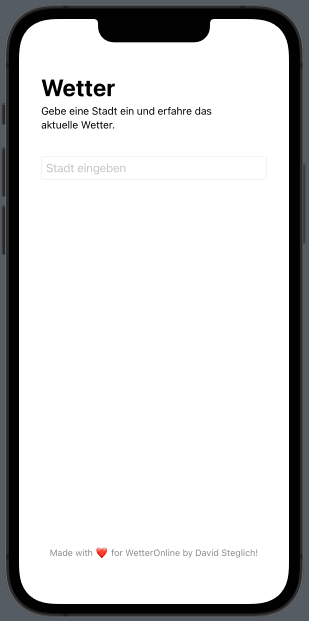 Wetter
Gebe eine Stadt ein und erfahre das
aktuelle Wetter.
Stadt eingeben
Made with ❤️ for WetterOnline by David Steglich!